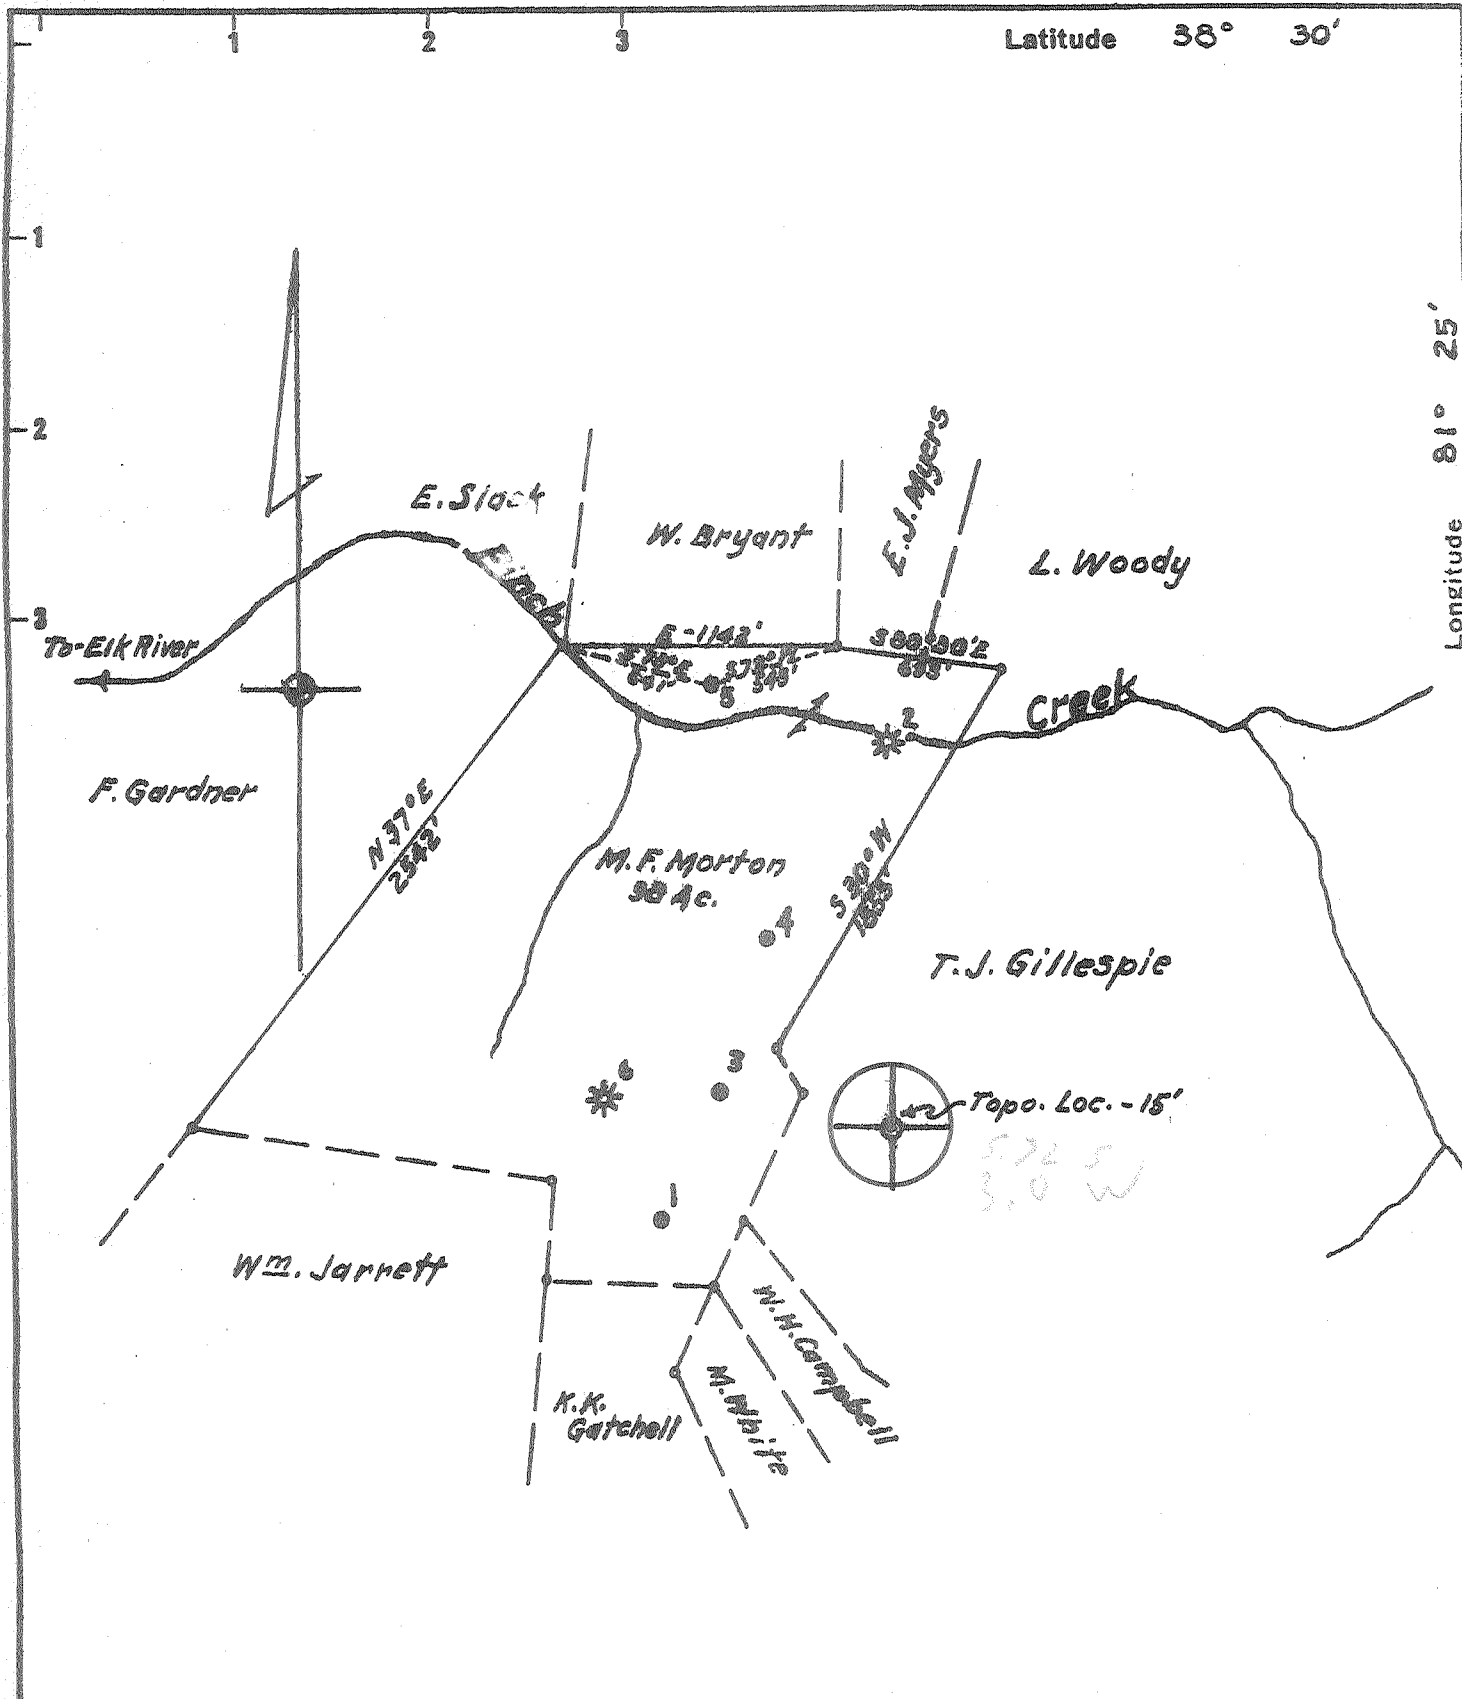 1 2 3
Latitude 38° 30'
1
2
3
Longitude 81° 25'
E. Slack
W. Bryant
E.J. Myers
L. Woody
Finch
Creek
To-Elk River
E-1142'
5
2
F. Gardner
N 37° E
2542'
M.F. Morton
98 Ac.
S 30° W
4
T.J. Gillespie
6
3
Topo. Loc. - 15'
1
Wm. Jarrett
W.H. Campbell
M. White
K.K.
Gatchell